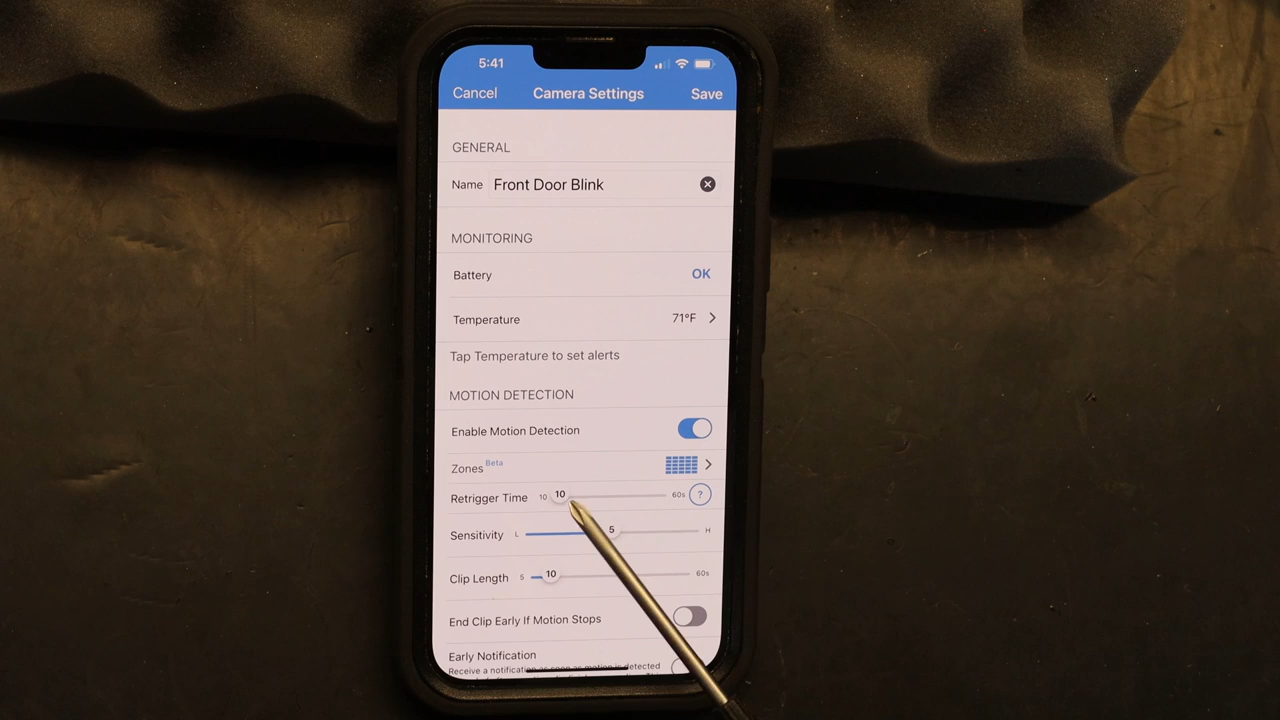 5:41
Cancel Camera Settings Save
GENERAL
Name Front Door Blink
MONITORING
Battery OK
Temperature 71°F
Tap Temperature to set alerts
MOTION DETECTION
Enable Motion Detection
Zones Beta
Retrigger Time 10 10 60s ?
Sensitivity L 5 H
Clip Length 5 10 60s
End Clip Early If Motion Stops
Early Notification
Receive a notification as soon as motion is detected